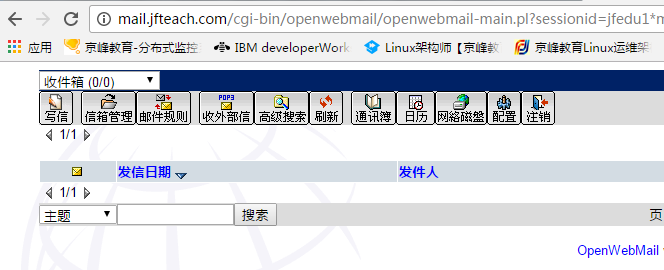 mail.jfteach.com/cgi-bin/openwebmail/openwebmail-main.pl?sessionid=jfedu1*m
应用 京峰教育-分布式监控 IBM developerWork Linux架构师【京峰 京峰教育Linux运维架
收件箱 (0/0)
POP3
写信 信箱管理 邮件规则 收外部信 高级搜索 刷新 通讯簿 日历 网络磁盘 配置 注销
1/1
发信日期 发件人
1/1
主题 搜索 页
OpenWebMail